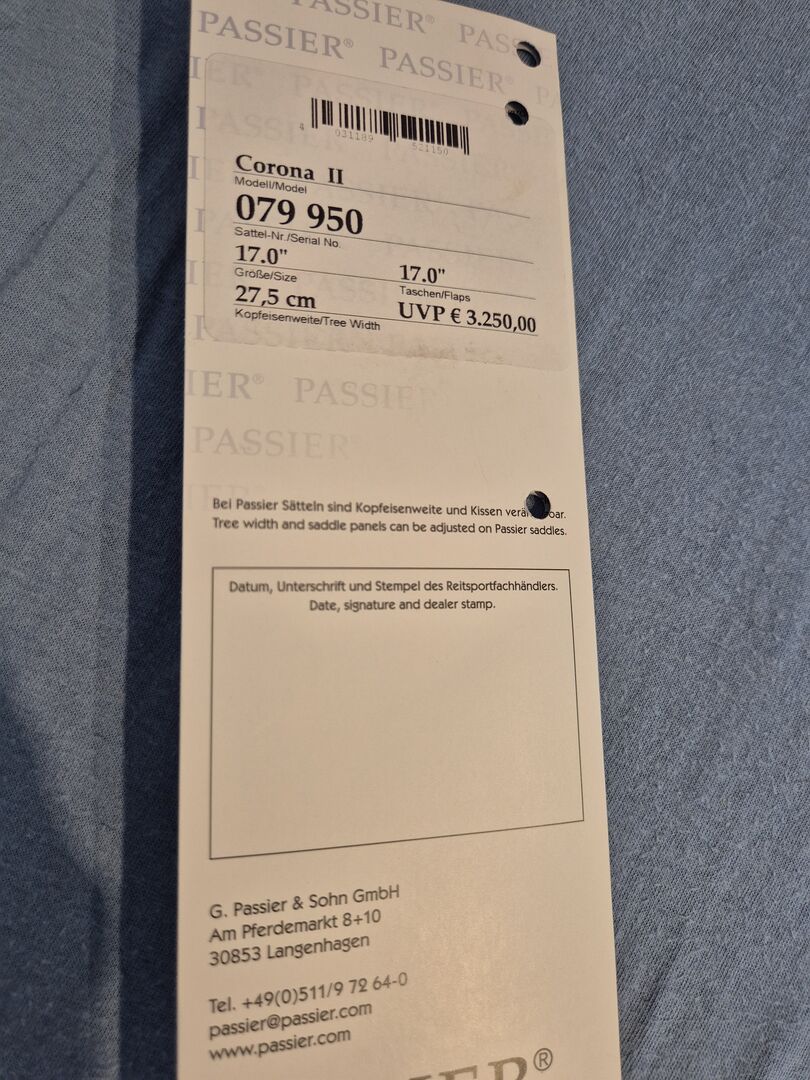 PASSIER® PASS
PASSIER® PASSIER®
4 031189 521150
Corona II
Modell/Model
079 950
Sattel-Nr./Serial No.
17.0" 17.0"
Größe/Size Taschen/Flaps
27,5 cm UVP € 3.250,00
Kopfeisenweite/Tree Width
IER® PASSIER
PASSIER®
Bei Passier Sätteln sind Kopfeisenweite und Kissen verä bar.
Tree width and saddle panels can be adjusted on Passier saddles.
Datum, Unterschrift und Stempel des Reitsportfachhändlers.
Date, signature and dealer stamp.
G. Passier & Sohn GmbH
Am Pferdemarkt 8+10
30853 Langenhagen
Tel. +49(0)511/9 72 64-0
passier@passier.com
www.passier.com
SIER®